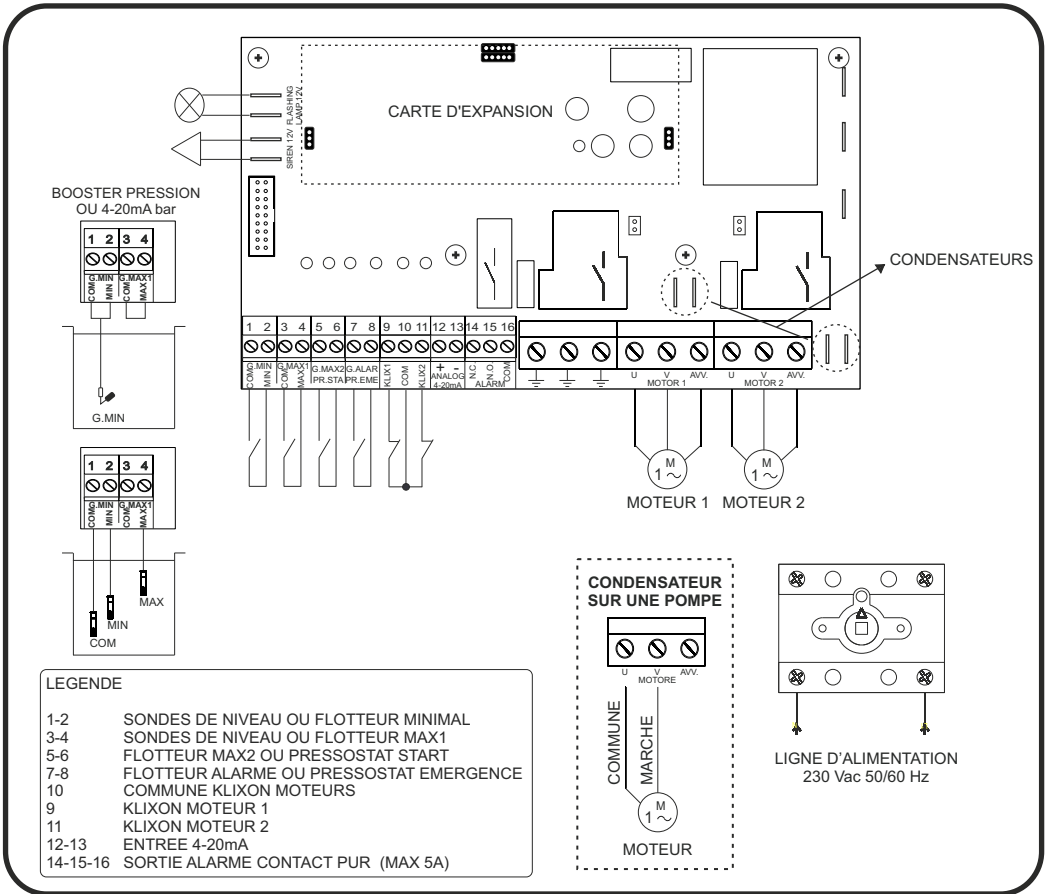 CARTE D'EXPANSION
FLASHING
LAMP 12V
SIREN 12V
BOOSTER PRESSION
OU 4-20mA bar
1 2 3 4
G.MIN G.MAX1
COM MIN COM MAX1
G.MIN
1 2 3 4
G.MIN G.MAX1
COM MIN COM MAX1
MAX
MIN
COM
CONDENSATEURS
1 2 3 4 5 6 7 8 9 10 11 12 13 14 15 16
G.MIN G.MAX1 G.MAX2 G.ALAR
COM MIN COM MAX1 PR.STA PR.EME KLIX1 COM KLIX2
+ -
ANALOG
4-20mA
N.C. N.O. COM
ALARM
U V AVV. U V AVV.
MOTOR 1 MOTOR 2
M M
1 ~ 1 ~
MOTEUR 1 MOTEUR 2
CONDENSATEUR
SUR UNE POMPE
U V AVV.
MOTORE
COMMUNE
MARCHE
M
1 ~
MOTEUR
LIGNE D'ALIMENTATION
230 Vac 50/60 Hz
LEGENDE
1-2 SONDES DE NIVEAU OU FLOTTEUR MINIMAL
3-4 SONDES DE NIVEAU OU FLOTTEUR MAX1
5-6 FLOTTEUR MAX2 OU PRESSOSTAT START
7-8 FLOTTEUR ALARME OU PRESSOSTAT EMERGENCE
10 COMMUNE KLIXON MOTEURS
9 KLIXON MOTEUR 1
11 KLIXON MOTEUR 2
12-13 ENTREE 4-20mA
14-15-16 SORTIE ALARME CONTACT PUR (MAX 5A)